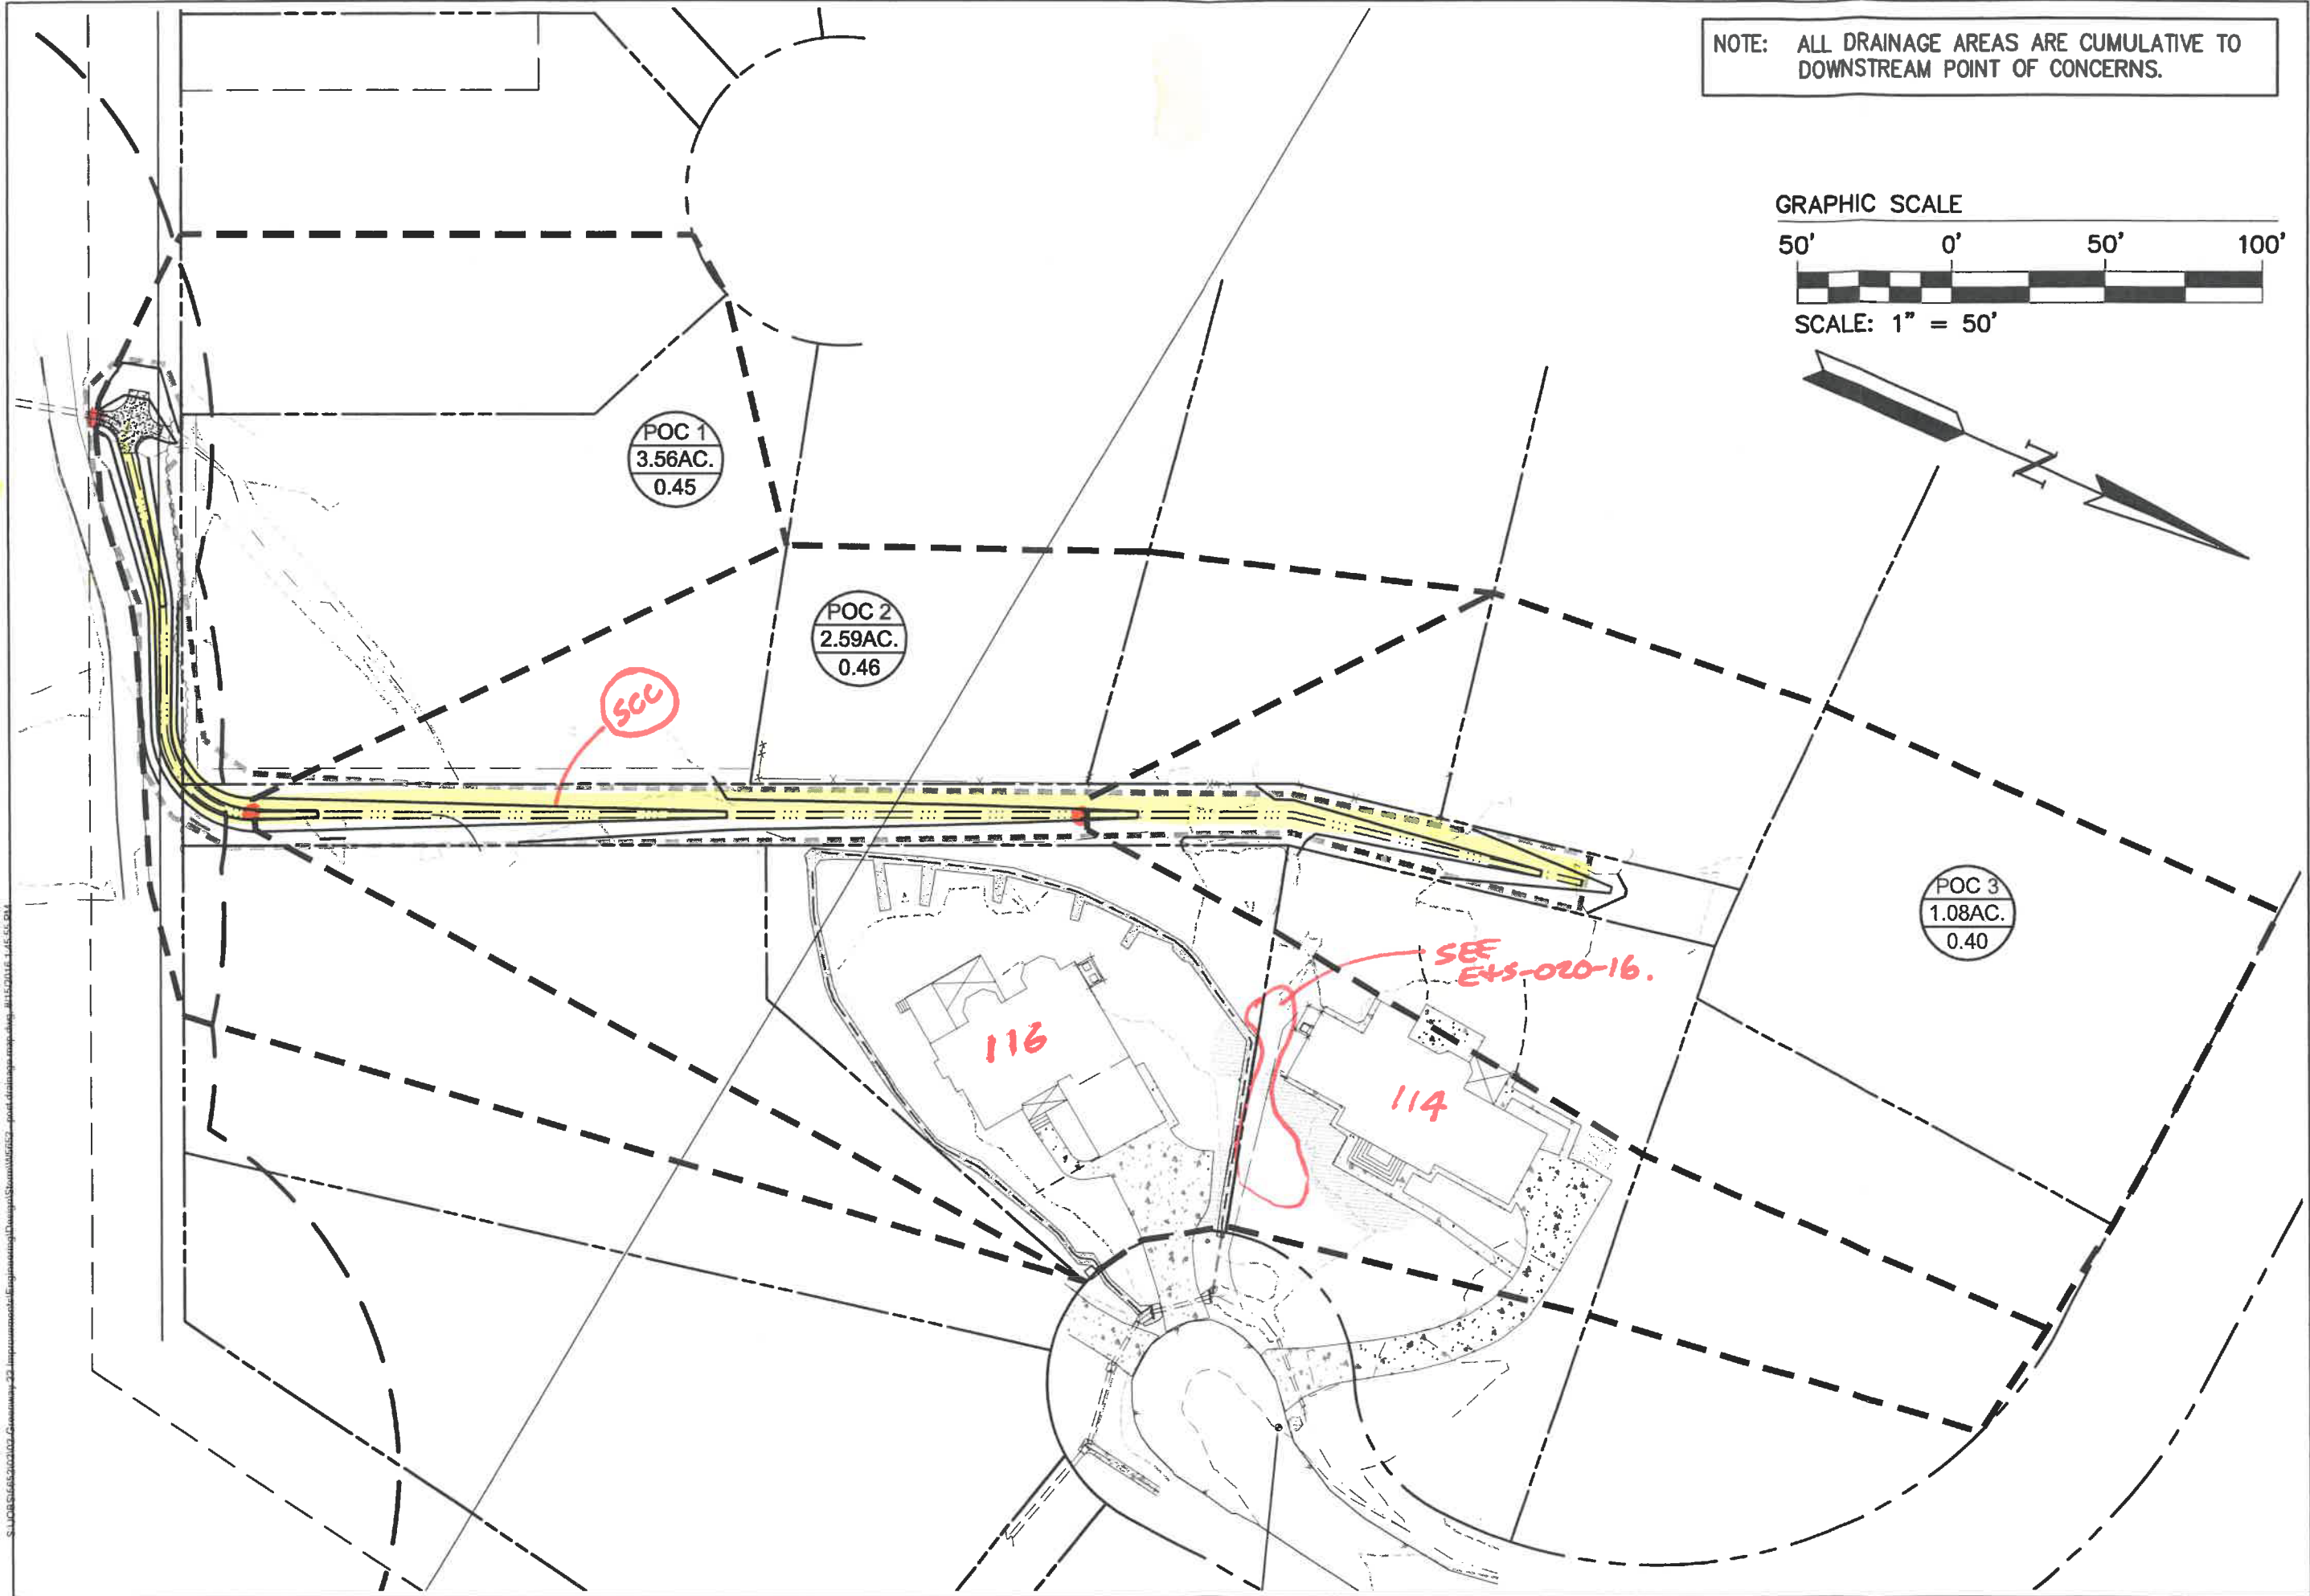 NOTE: ALL DRAINAGE AREAS ARE CUMULATIVE TO
DOWNSTREAM POINT OF CONCERNS.
GRAPHIC SCALE
50' 0' 50' 100'
SCALE: 1" = 50'
N
POC 1
3.56AC.
0.45
POC 2
2.59AC.
0.46
SCC
POC 3
1.08AC.
0.40
SEE
E+S-020-16.
116
114